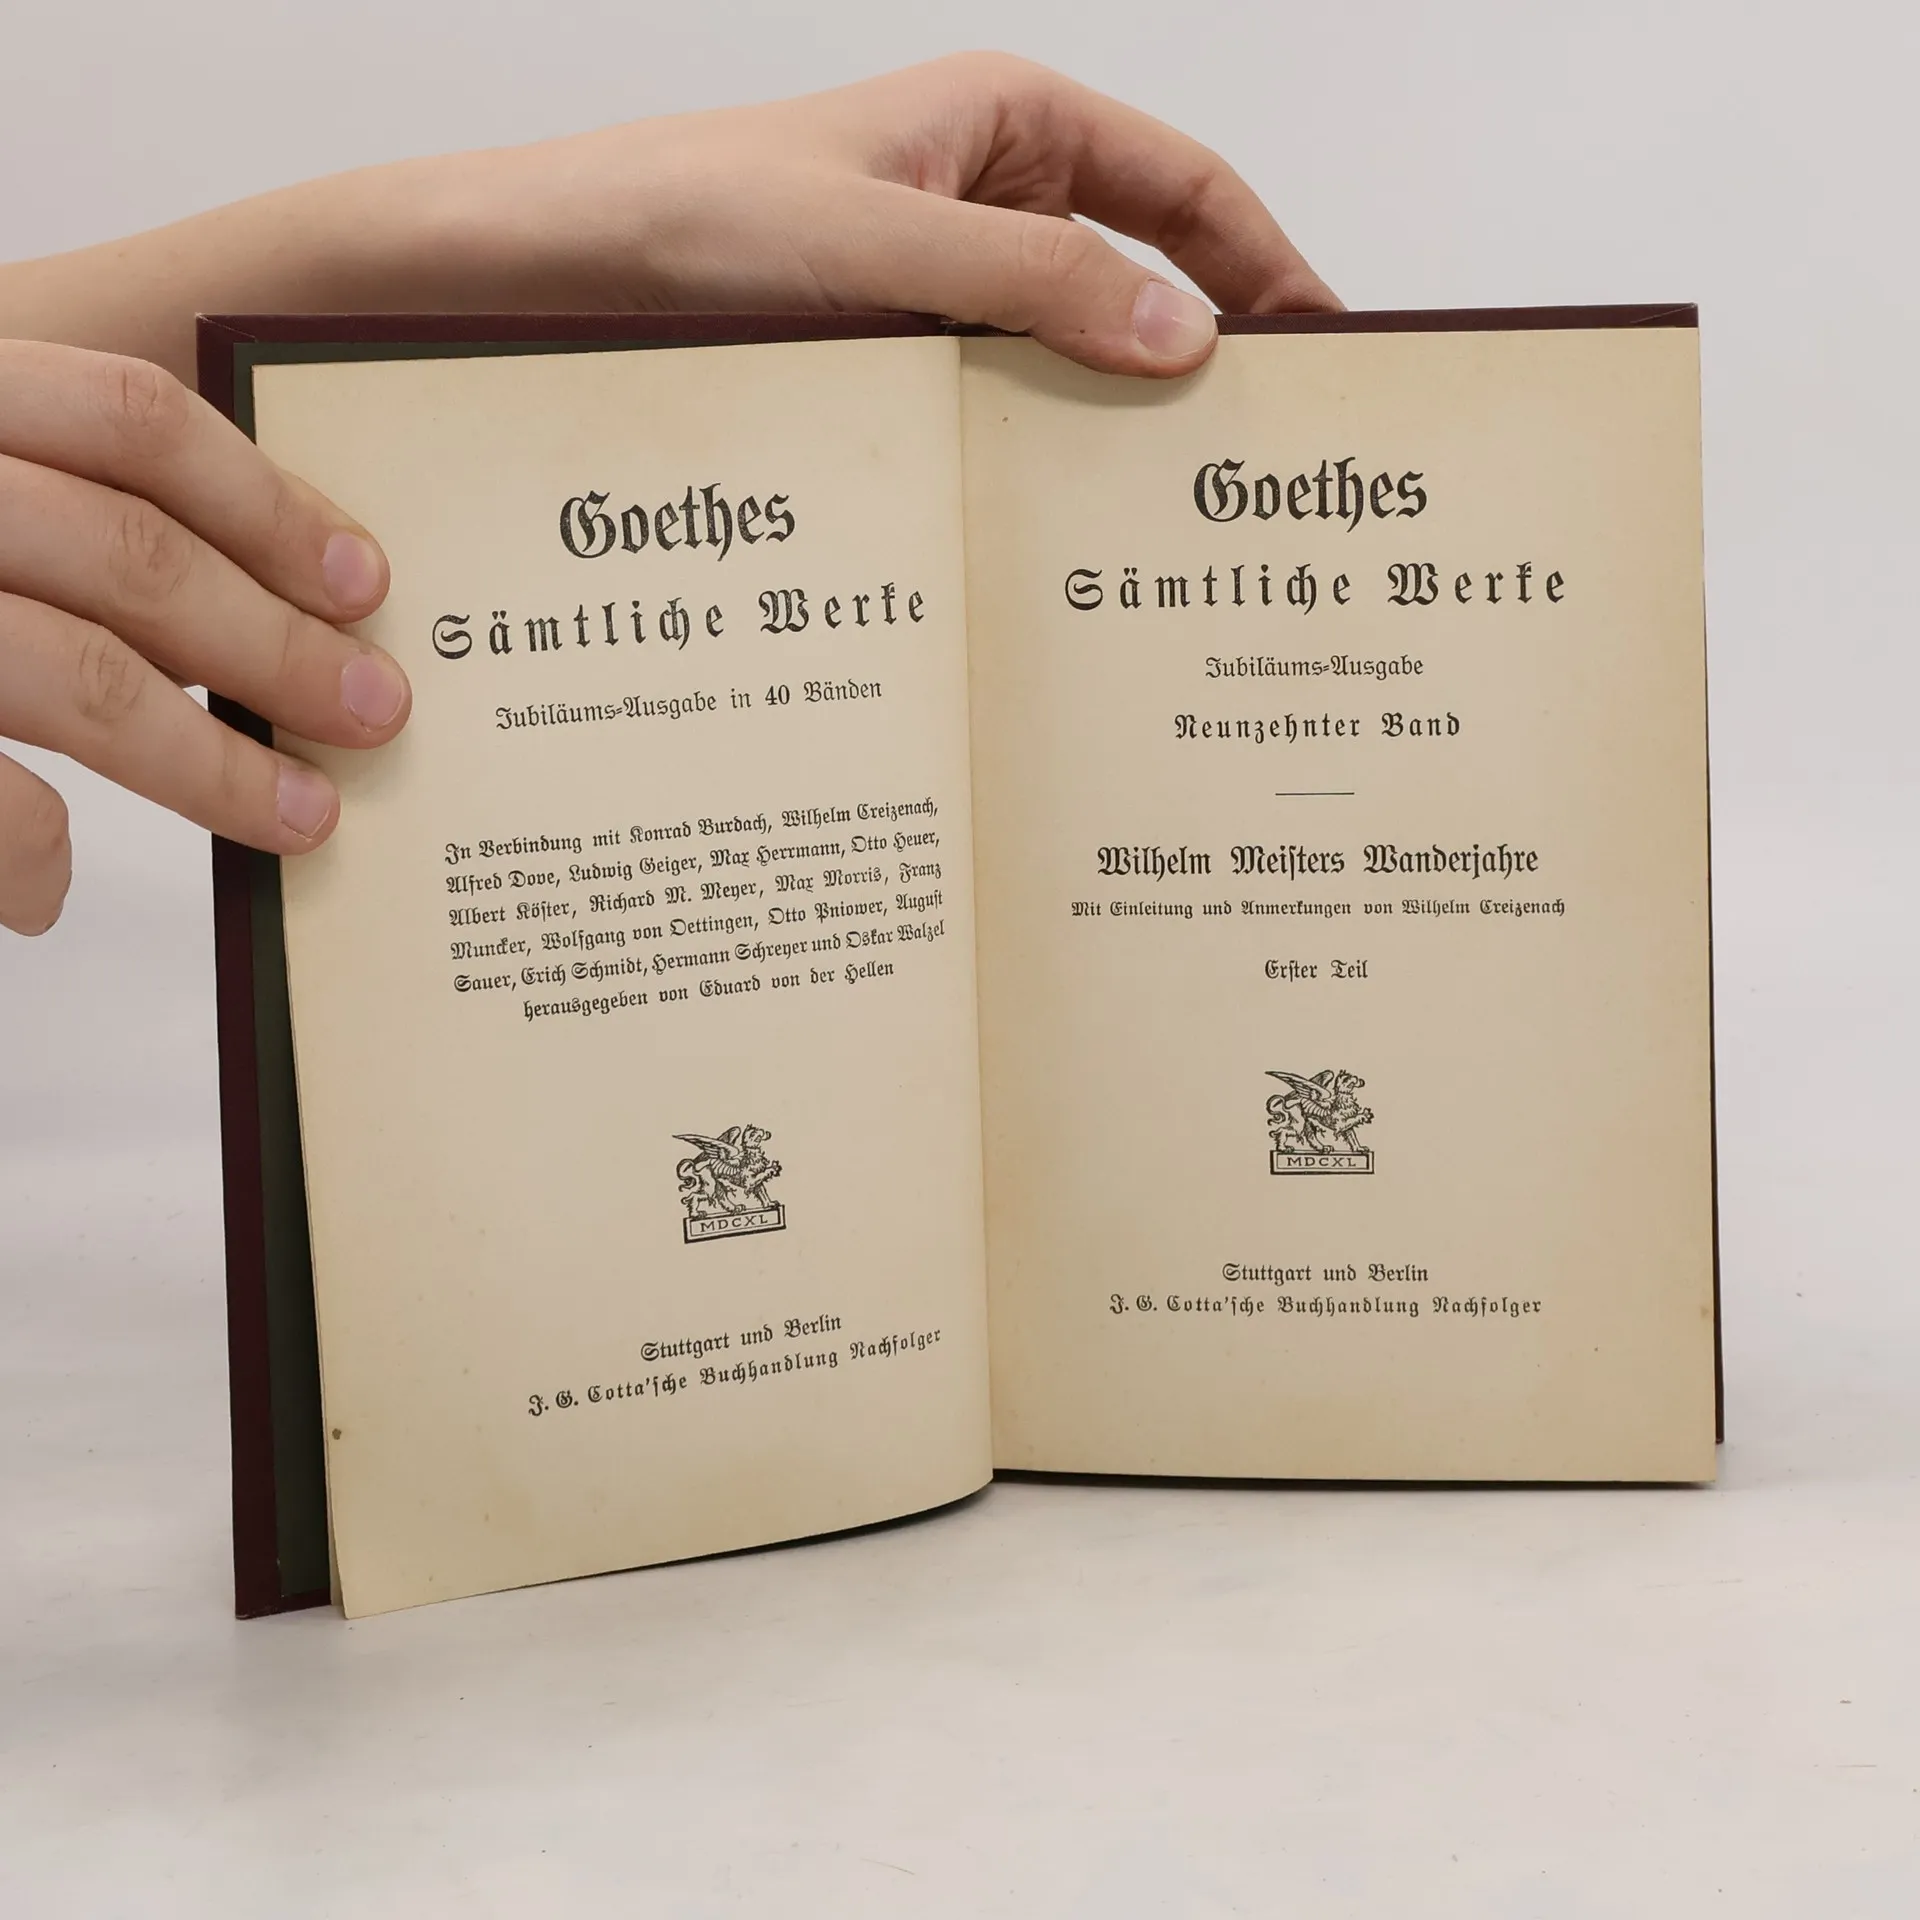 Goethes
Sämtliche Werke
Jubiläums-Ausgabe in 40 Bänden
In Verbindung mit Konrad Burdach, Wilhelm Creizenach,
Alfred Dove, Ludwig Geiger, Max Herrmann, Otto Heuer,
Albert Köster, Richard M. Meyer, Max Morris, Franz
Muncker, Wolfgang von Oettingen, Otto Pniower, August
Sauer, Erich Schmidt, Hermann Schreyer und Oskar Walzel
herausgegeben von Eduard von der Hellen
MDCXL
Stuttgart und Berlin
J. G. Cotta'ſche Buchhandlung Nachfolger
Goethes
Sämtliche Werke
Jubiläums-Ausgabe
Neunzehnter Band
Wilhelm Meiſters Wanderjahre
Mit Einleitung und Anmerkungen von Wilhelm Creizenach
Erſter Teil
MDCXL
Stuttgart und Berlin
J. G. Cotta'ſche Buchhandlung Nachfolger